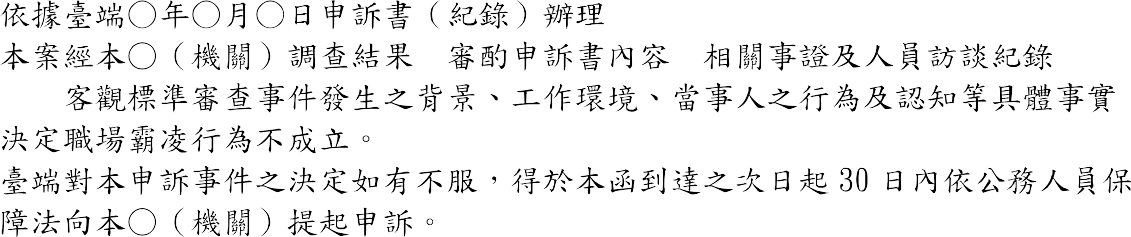 依據臺端○年○月○日申訴書（紀錄）辦理
本案經本○（機關）調查結果　審酌申訴書內容　相關事證及人員訪談紀錄
　　客觀標準審查事件發生之背景、工作環境、當事人之行為及認知等具體事實
決定職場霸凌行為不成立。
臺端對本申訴事件之決定如有不服，得於本函到達之次日起 30 日內依公務人員保
障法向本○（機關）提起申訴。